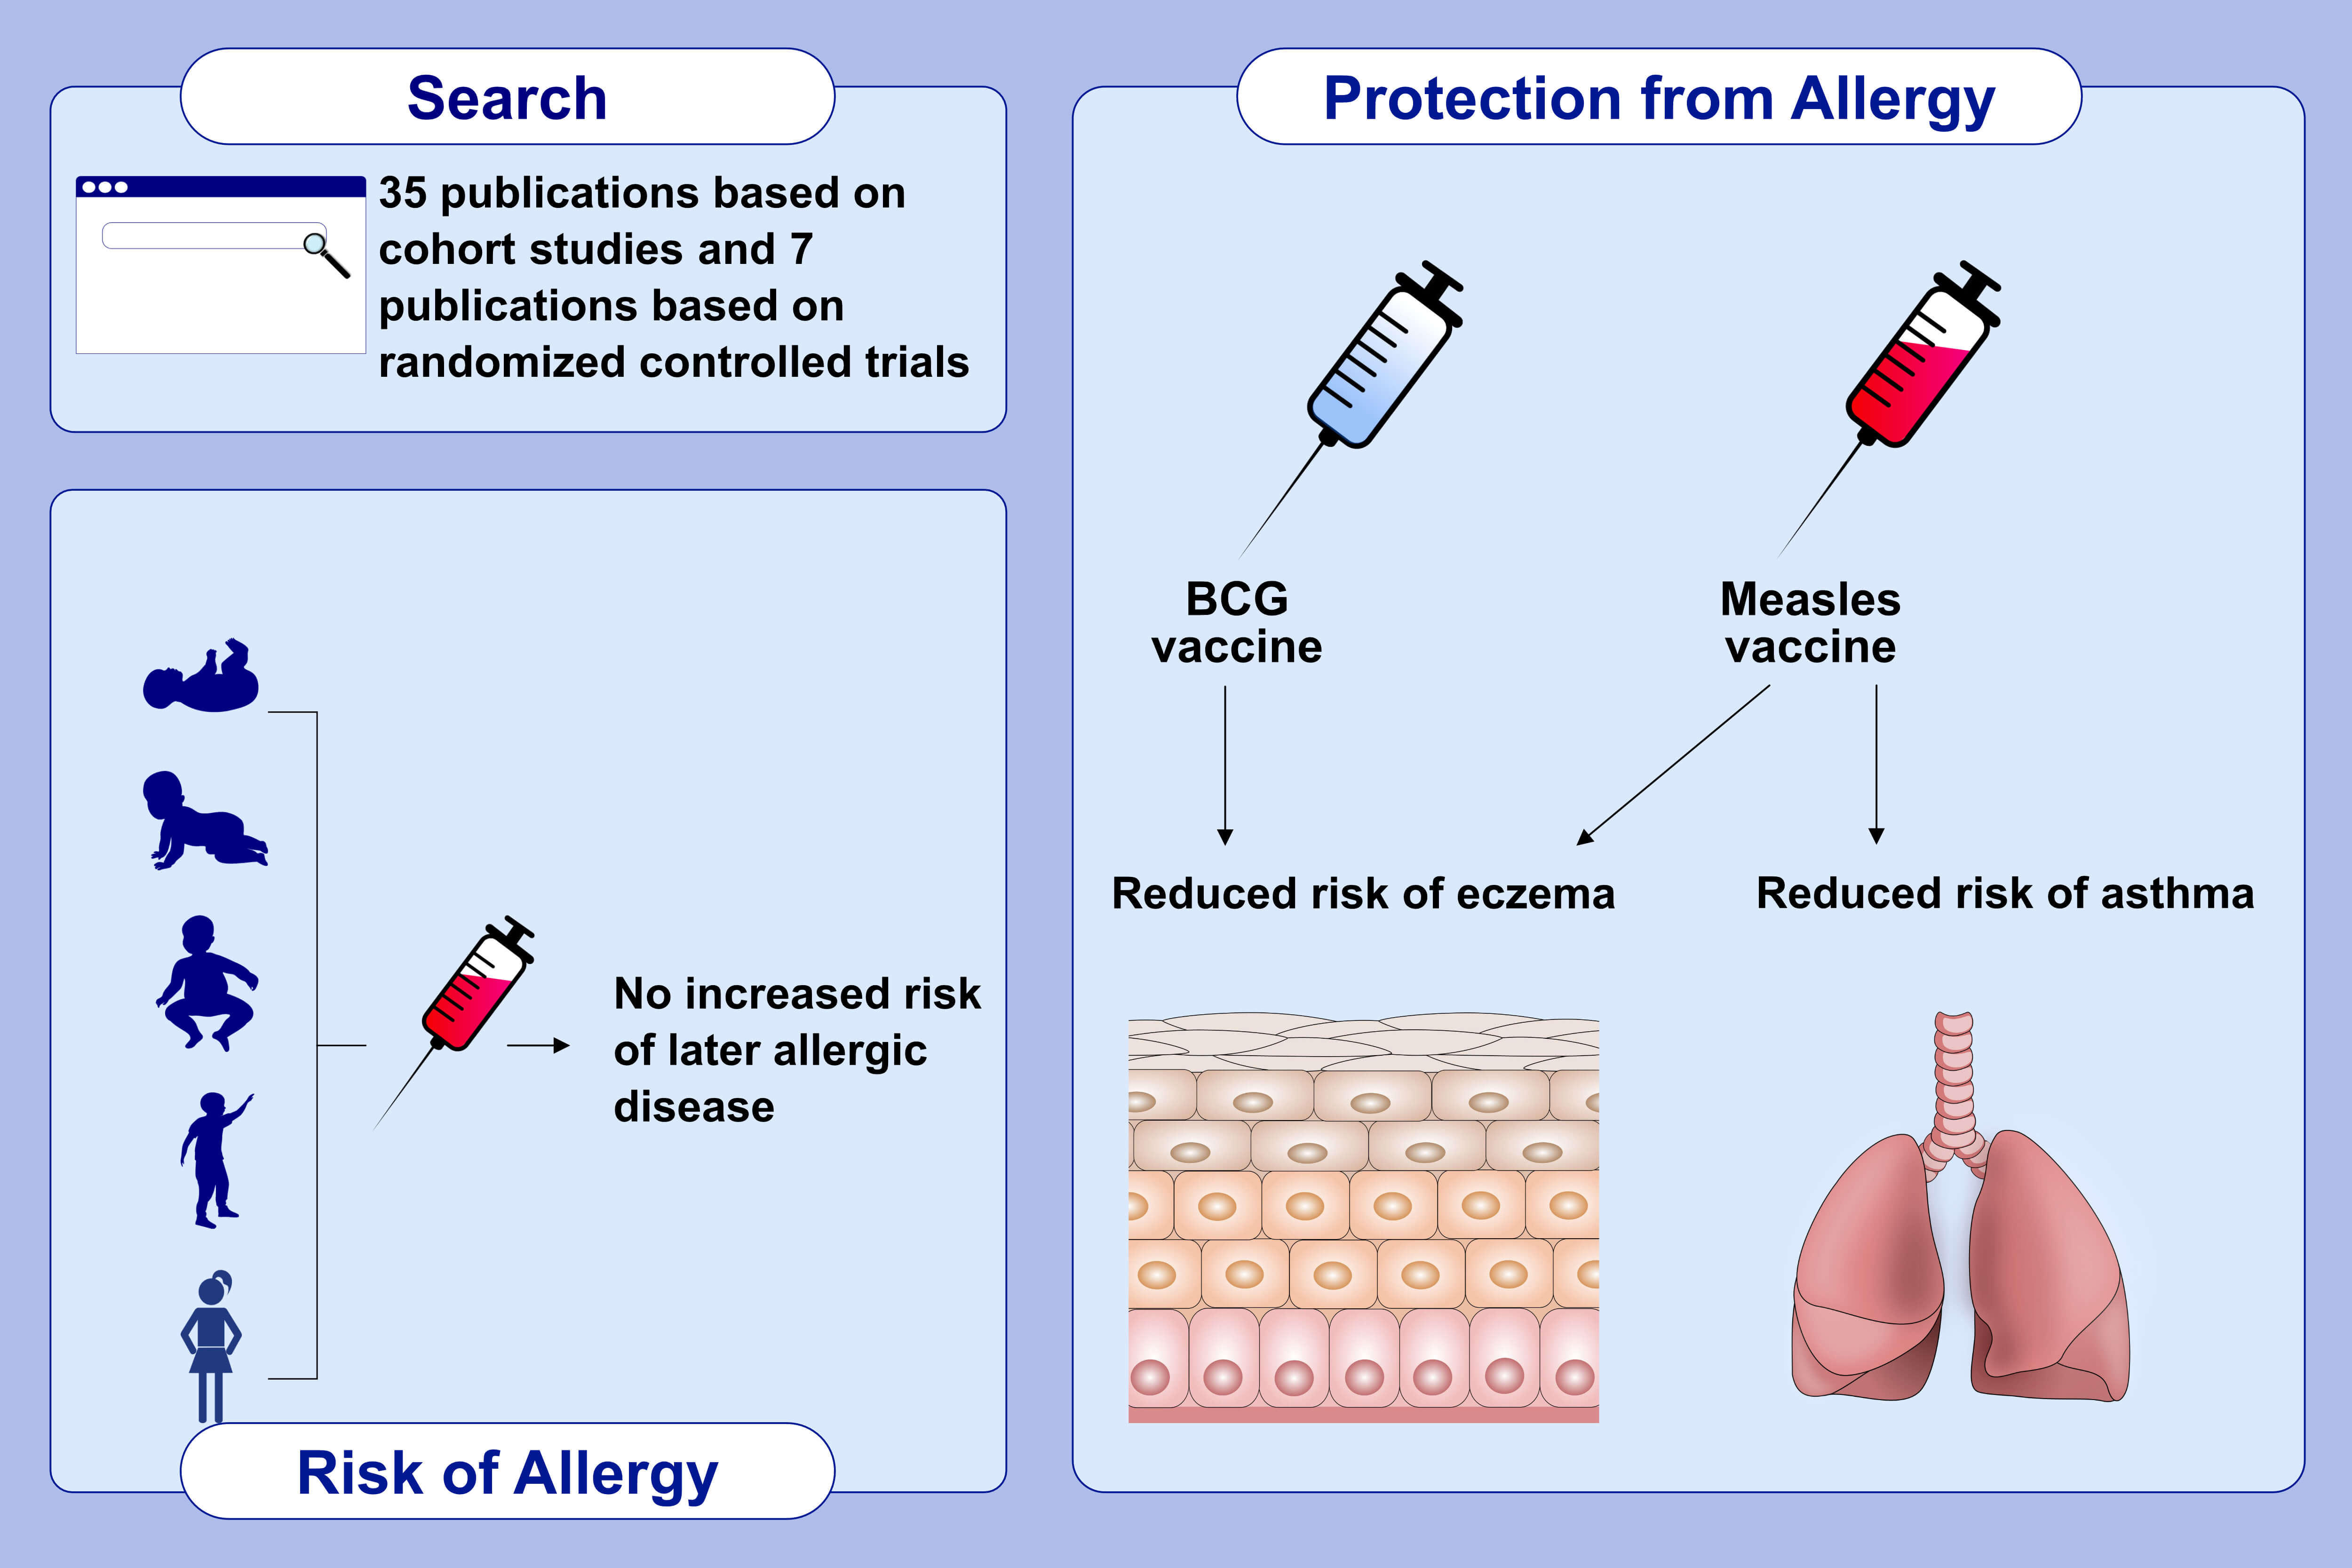 Search
35 publications based on
cohort studies and 7
publications based on
randomized controlled trials
No increased risk
of later allergic
disease
Risk of Allergy
Protection from Allergy
BCG
vaccine
Measles
vaccine
Reduced risk of eczema
Reduced risk of asthma